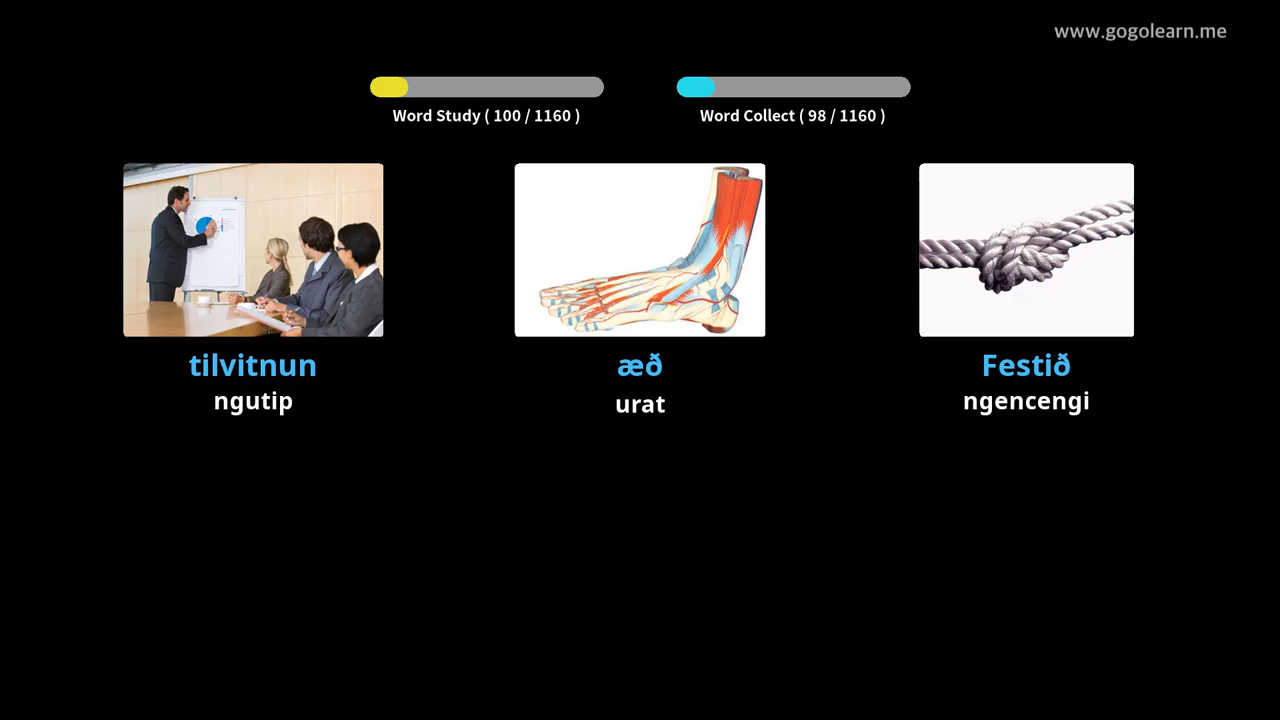 www.gogolearn.me
Word Study ( 100 / 1160 )
Word Collect ( 98 / 1160 )
tilvitnun
ngutip
æð
urat
Festið
ngencengi